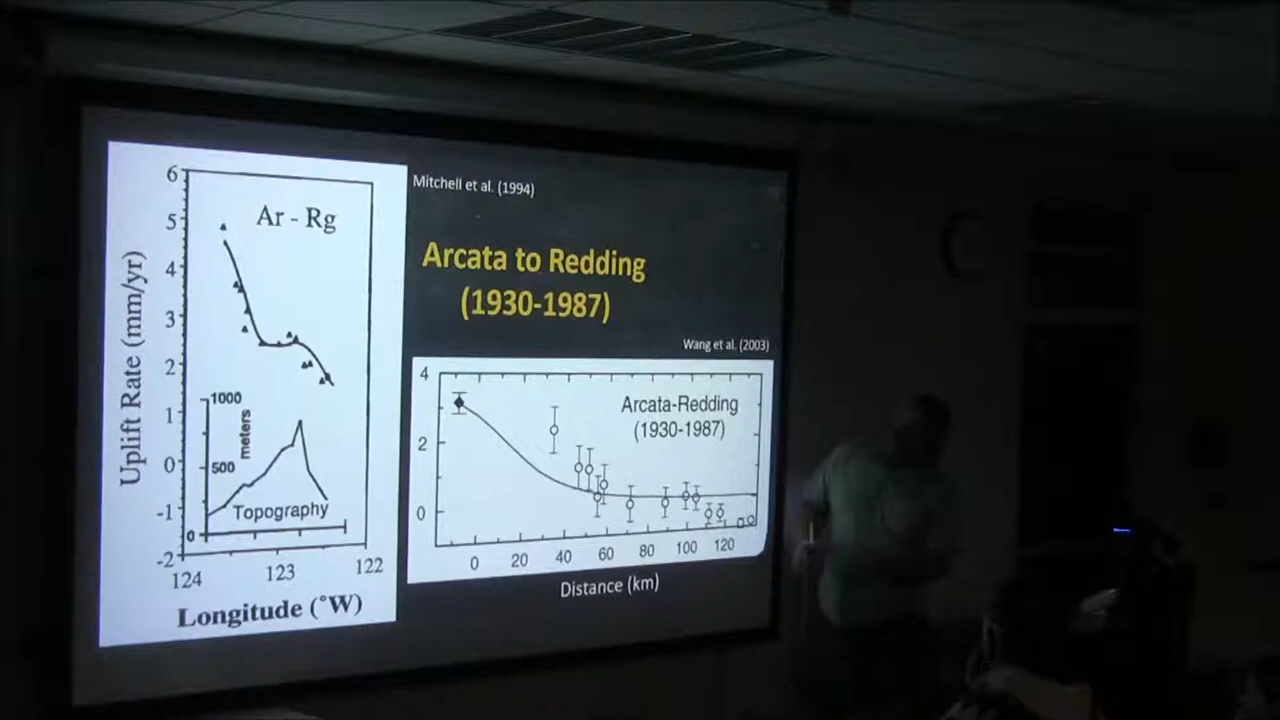 Mitchell et al. (1994)
Arcata to Redding
(1930-1987)
Wang et al. (2003)
6
5
4
3
2
1
0
-1
-2
Uplift Rate (mm/yr)
Ar - Rg
1000
500
0
meters
Topography
124
123
122
Longitude (°W)
4
2
0
Arcata-Redding
(1930-1987)
0
20
40
60
80
100
120
Distance (km)